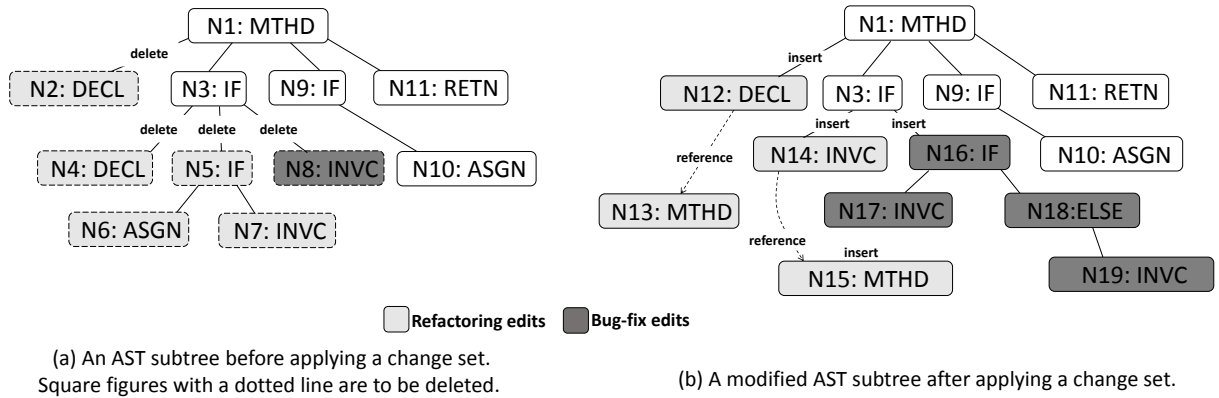 N1: MTHD
delete
N2: DECL
N3: IF
N9: IF
N11: RETN
delete
delete
delete
N4: DECL
N5: IF
N8: INVC
N10: ASGN
N6: ASGN
N7: INVC
N1: MTHD
insert
N12: DECL
N3: IF
N9: IF
N11: RETN
insert
insert
reference
N14: INVC
N16: IF
N10: ASGN
N13: MTHD
N17: INVC
N18:ELSE
reference
insert
N15: MTHD
N19: INVC
Refactoring edits
Bug-fix edits
(a) An AST subtree before applying a change set.
Square figures with a dotted line are to be deleted.
(b) A modified AST subtree after applying a change set.